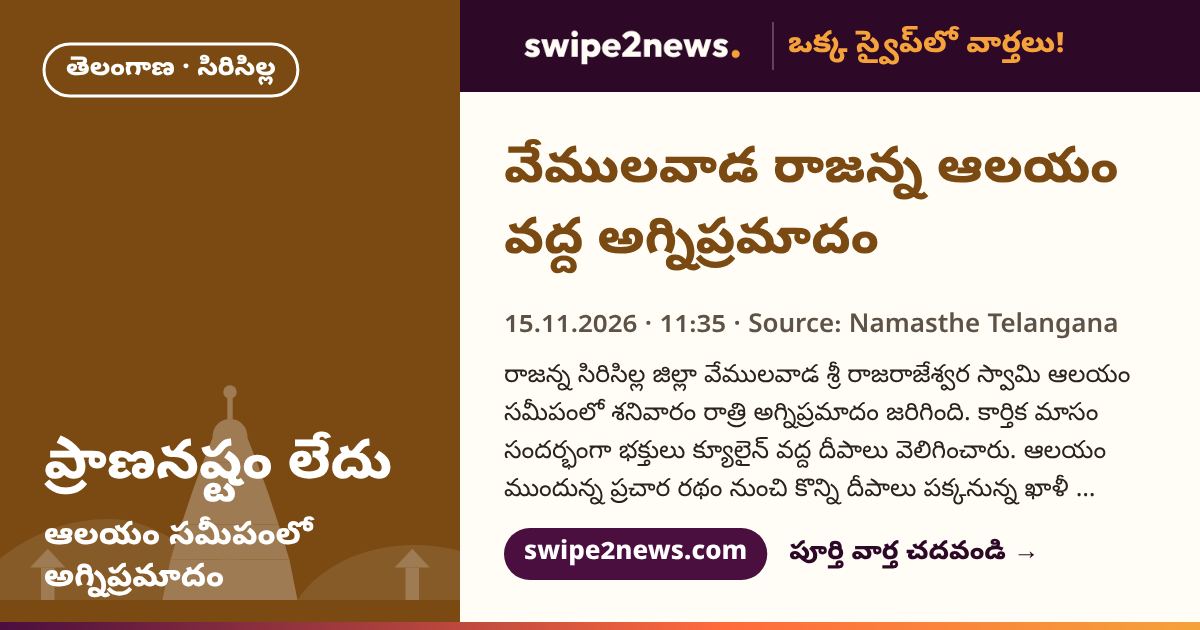 తెలంగాణ · సిరిసిల్ల
ప్రాణనష్టం లేదు
ఆలయం సమీపంలో
అగ్నిప్రమాదం
swipe2news.
ఒక్క స్వైప్‌లో వార్తలు!
వేములవాడ రాజన్న ఆలయం
వద్ద అగ్నిప్రమాదం
15.11.2026 · 11:35 · Source: Namasthe Telangana
రాజన్న సిరిసిల్ల జిల్లా వేములవాడ శ్రీ రాజరాజేశ్వర స్వామి ఆలయం
సమీపంలో శనివారం రాత్రి అగ్నిప్రమాదం జరిగింది. కార్తిక మాసం
సందర్భంగా భక్తులు క్యూలైన్ వద్ద దీపాలు వెలిగించారు. ఆలయం
ముందున్న ప్రచార రథం నుంచి కొన్ని దీపాలు పక్కనున్న ఖాళీ ...
swipe2news.com
పూర్తి వార్త చదవండి →